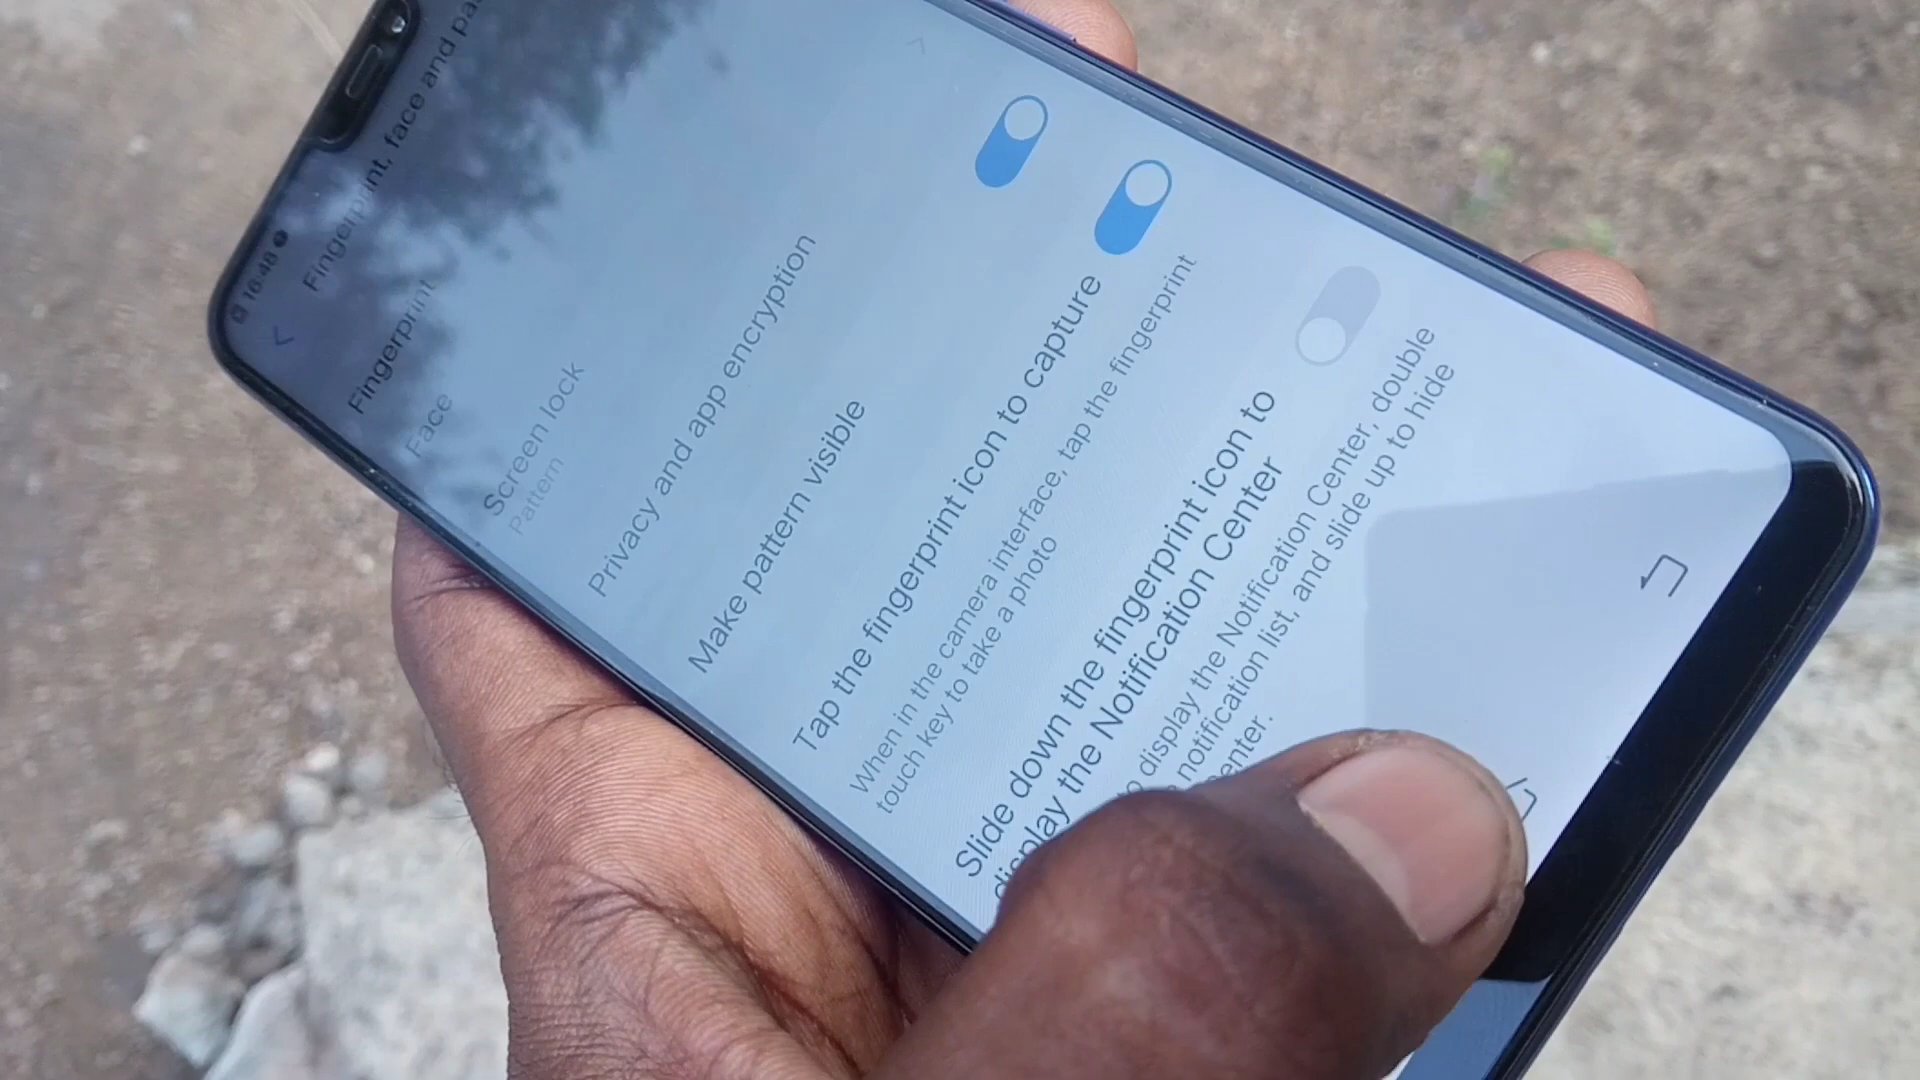 16:48
Fingerprint, face and
Fingerprint
Face
Screen lock
Pattern
Privacy and app encryption
Make pattern visible
Tap the fingerprint icon to capture
When in the camera interface, tap the fingerprint
touch key to take a photo
Slide down the fingerprint icon to
display the Notification Center
to display the Notification Center, double
notification list, and slide up to hide